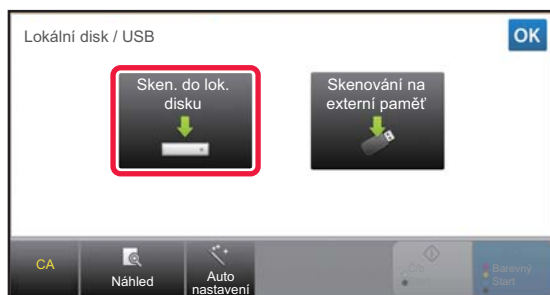 Lokální disk / USB
OK
Sken. do lok.
disku
Skenování na
externí paměť
CA
Náhled
Auto
nastavení
Barevný
Start